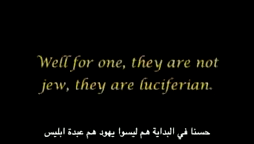 Well for one, they are not
jew, they are luciferian.
حسنا في البداية هم ليسوا يهود هم عبدة ابليس